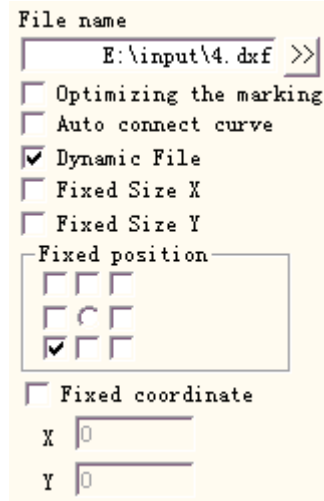 File name
E:\input\4.dxf >>
Optimizing the marking
Auto connect curve
Dynamic File
Fixed Size X
Fixed Size Y
Fixed position
Fixed coordinate
X 0
Y 0